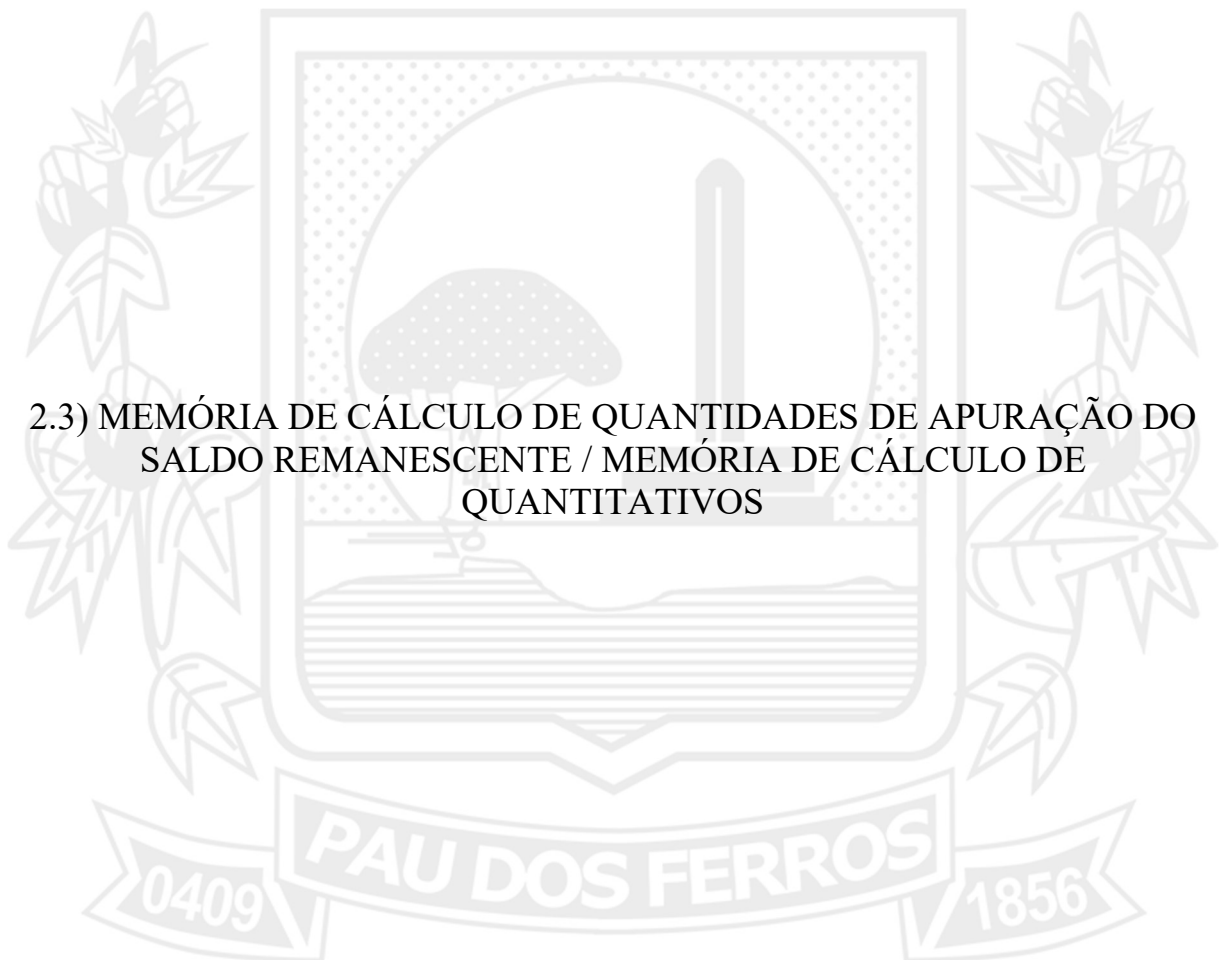 2.3) MEMÓRIA DE CÁLCULO DE QUANTIDADES DE APURAÇÃO DO
SALDO REMANESCENTE / MEMÓRIA DE CÁLCULO DE
QUANTITATIVOS
PAU DOS FERROS
0409
1856